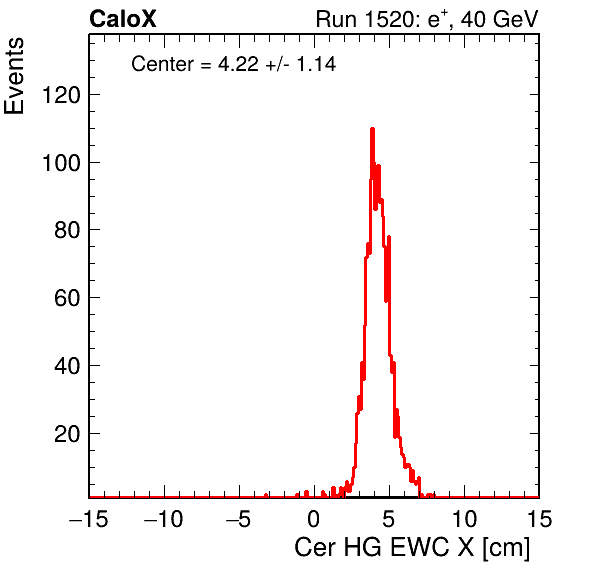 CaloX
Run 1520: e⁺, 40 GeV
Center = 4.22 +/- 1.14
Events
120
100
80
60
40
20
−15 −10 −5 0 5 10 15
Cer HG EWC X [cm]